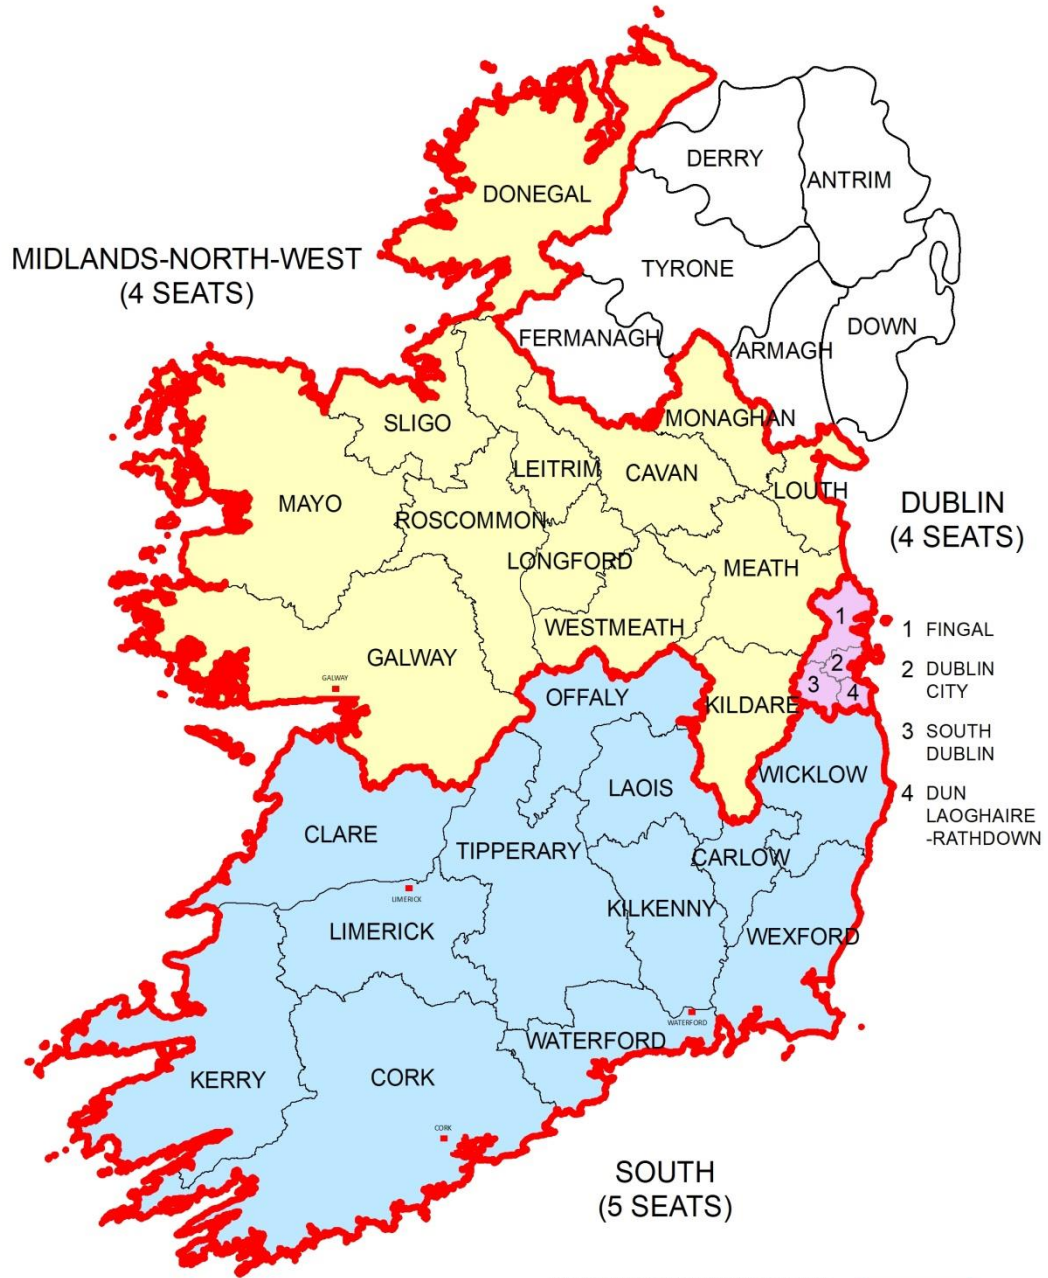 DERRY
ANTRIM
DONEGAL
MIDLANDS-NORTH-WEST
(4 SEATS)
TYRONE
FERMANAGH
ARMAGH
DOWN
MONAGHAN
SLIGO
LEITRIM
CAVAN
LOUTH
MAYO
ROSCOMMON
DUBLIN
(4 SEATS)
LONGFORD
MEATH
WESTMEATH
GALWAY
GALWAY
OFFALY
KILDARE
1
2
3
4
1 FINGAL
2 DUBLIN
CITY
3 SOUTH
DUBLIN
4 DUN
LAOGHAIRE
-RATHDOWN
WICKLOW
LAOIS
CLARE
TIPPERARY
CARLOW
LIMERICK
KILKENNY
LIMERICK
WEXFORD
WATERFORD
WATERFORD
KERRY
CORK
CORK
SOUTH
(5 SEATS)